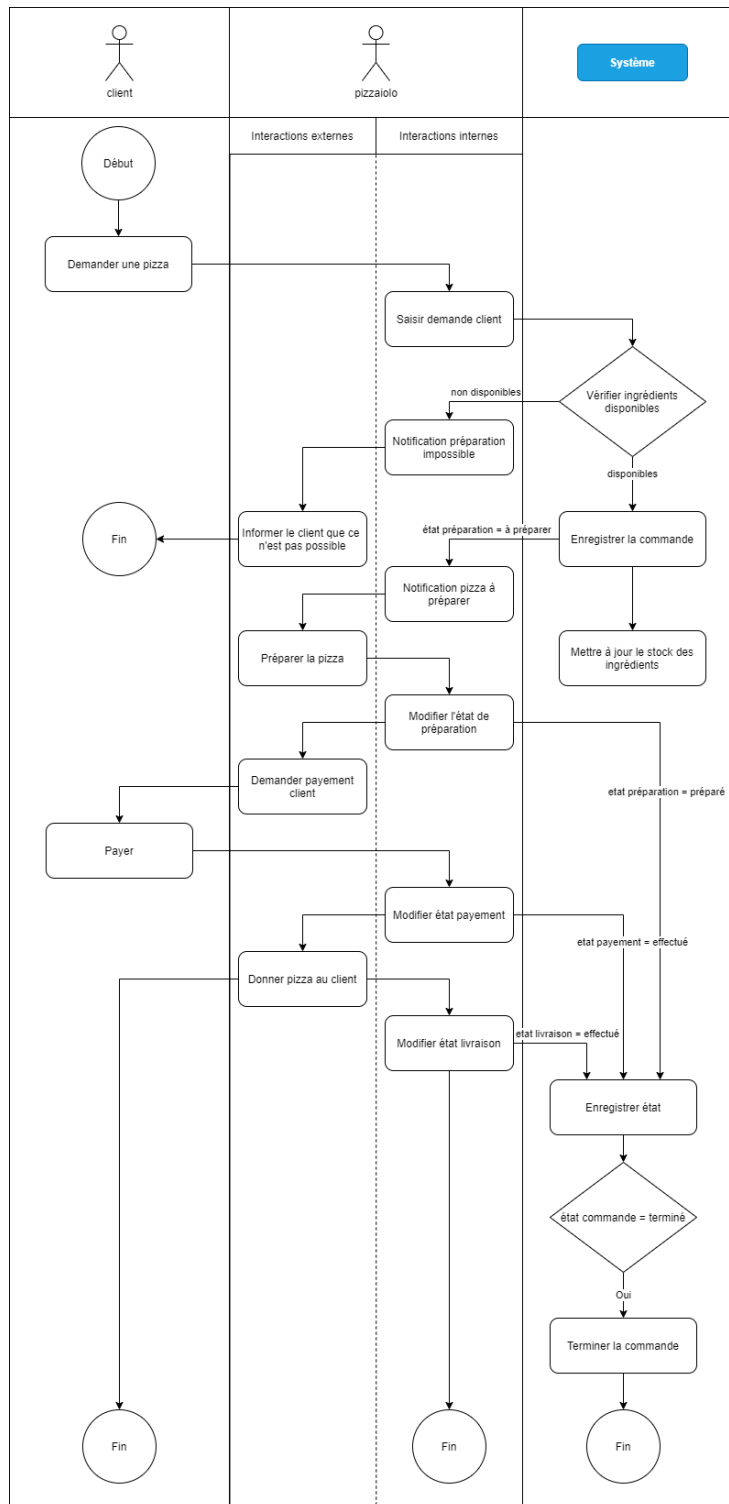 client
pizzaiolo
Système
Interactions externes
Interactions internes
Début
Demander une pizza
Saisir demande client
Vérifier ingrédients
disponibles
non disponibles
Notification préparation
impossible
disponibles
Fin
Informer le client que ce
n'est pas possible
état préparation = à préparer
Enregistrer la commande
Notification pizza á
préparer
Préparer la pizza
Mettre à jour le stock des
ingrédients
Modifier l'état de
préparation
Demander payement
client
etat préparation = préparé
Payer
Modifier état payement
etat payement = effectué
Donner pizza au client
Modifier état livraison
etat livraison = effectué
Enregistrer état
état commande = terminé
Oui
Terminer la commande
Fin
Fin
Fin